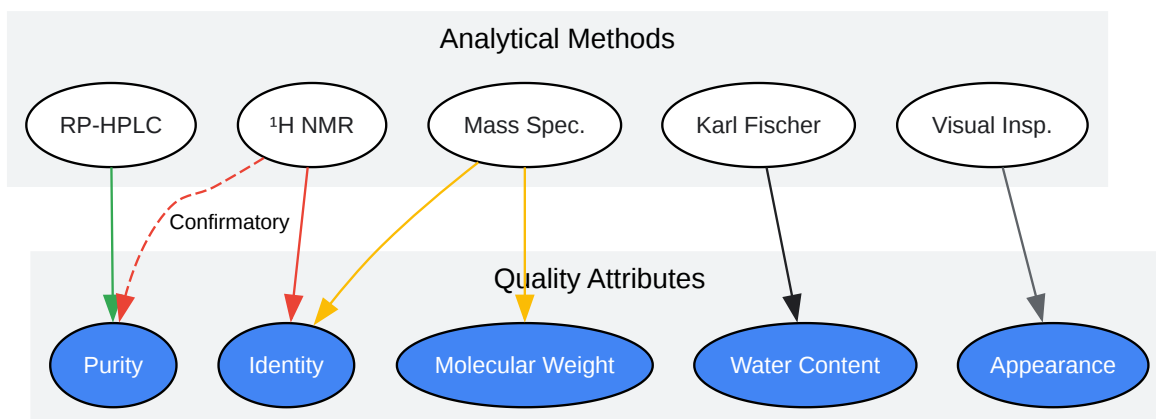 Analytical Methods
RP-HPLC
¹H NMR
Mass Spec.
Karl Fischer
Visual Insp.
Confirmatory
Quality Attributes
Purity
Identity
Molecular Weight
Water Content
Appearance